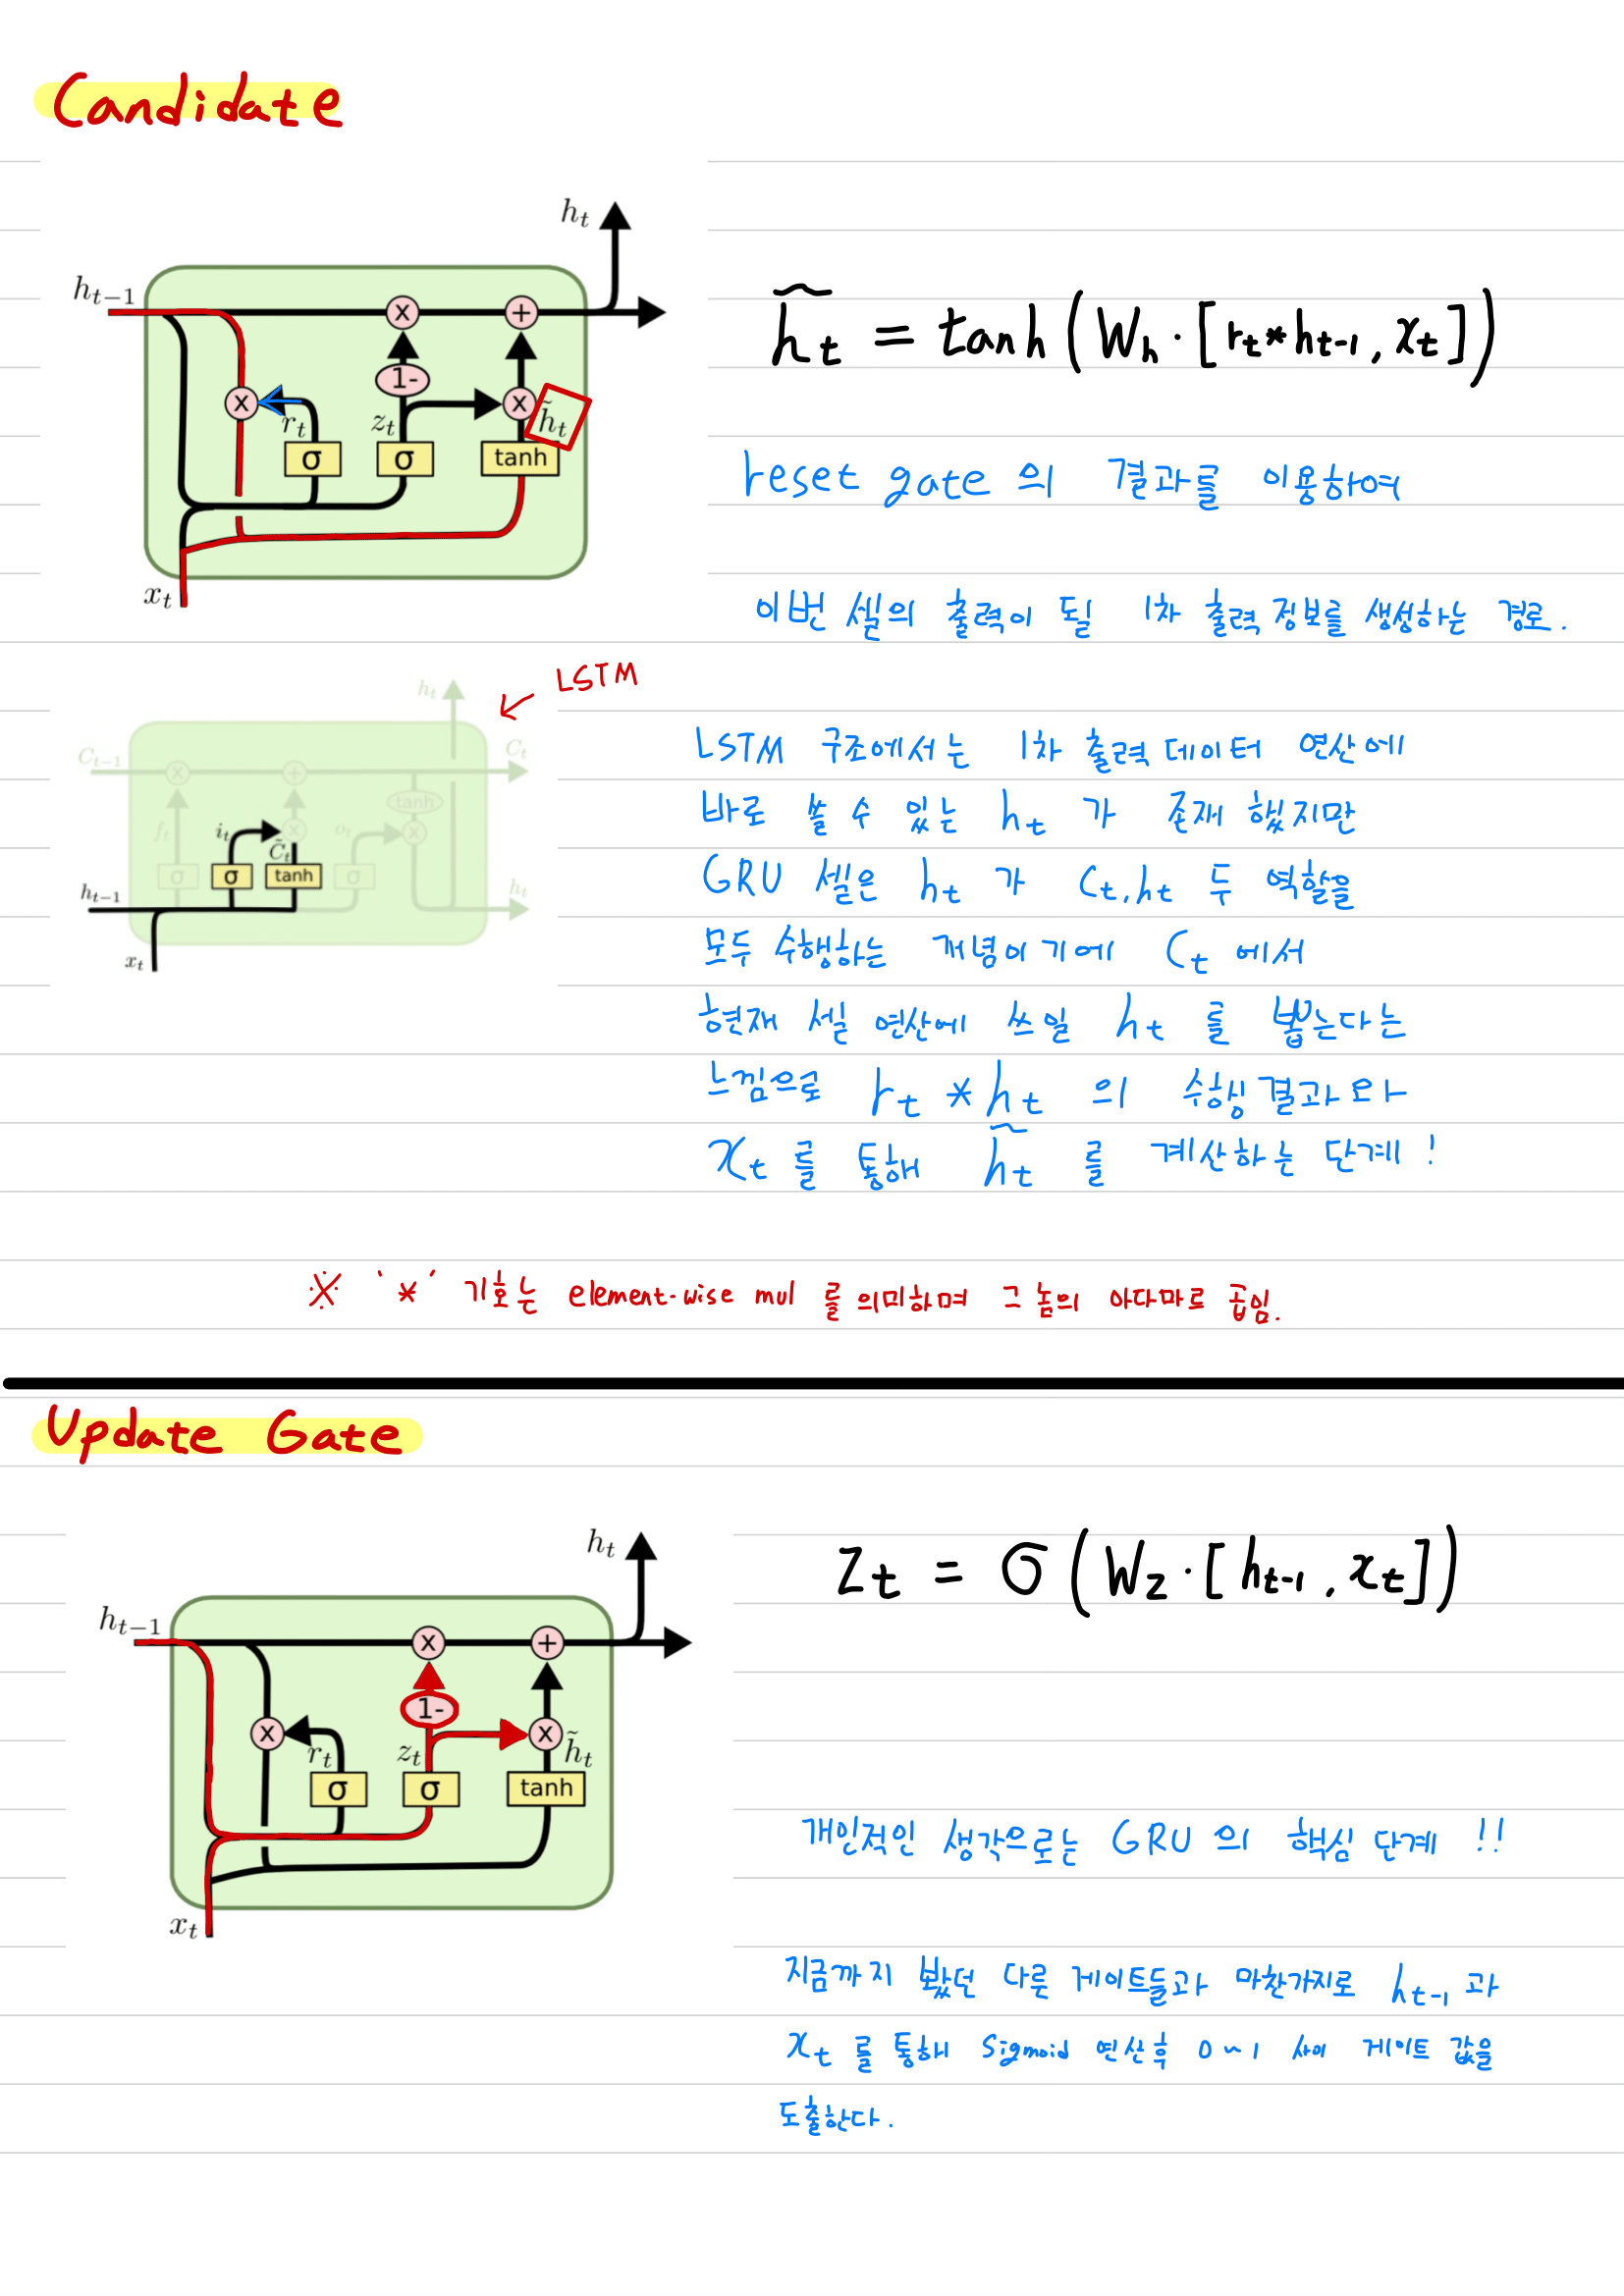 Candidate
h_t
h_{t-1}
x
+
1-
x
r_t
z_t
x
h̃_t
σ
σ
tanh
x_t
h̃_t = tanh(W_h · [r_t * h_{t-1}, x_t])
reset gate 의 결과를 이용하여
이번 셀의 출력이 될 1차 출력 정보를 생성하는 경로.
LSTM
h_t
C_{t-1}
C_t
x
+
tanh
f_t
i_t
x
o_t
x
C̃_t
σ
σ
tanh
σ
h_{t-1}
h_t
x_t
LSTM 구조에서는 1차 출력 데이터 연산에
바로 쓸 수 있는 h_t 가 존재 했지만
GRU 셀은 h_t 가 C_t, h_t 두 역할을
모두 수행하는 개념이기에 C_t 에서
현재 셀 연산에 쓰일 h_t 를 뽑는다는
느낌으로 r_t * h_t 의 수행결과와
x_t 를 통해 h̃_t 를 계산하는 단계!
※ '*' 기호는 element-wise mul 를 의미하며 그 놈의 아다마르 곱임.
Update Gate
h_t
h_{t-1}
x
+
1-
x
r_t
z_t
x
h̃_t
σ
σ
tanh
x_t
z_t = σ(W_z · [h_{t-1}, x_t])
개인적인 생각으로는 GRU 의 핵심 단계!!
지금까지 봤던 다른 게이트들과 마찬가지로 h_{t-1} 과
x_t 를 통해 Sigmoid 연산후 0~1 사이 게이트 값을
도출한다.